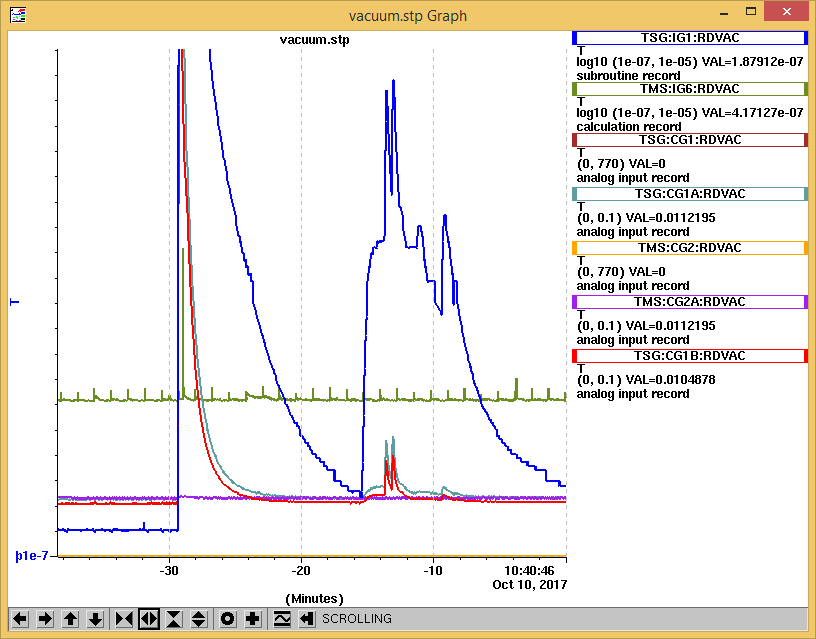 vacuum.stp Graph
vacuum.stp
TSG:IG1:RDVAC
T
log10 (1e-07, 1e-05) VAL=1.87912e-07
subroutine record
TMS:IG6:RDVAC
T
log10 (1e-07, 1e-05) VAL=4.17127e-07
calculation record
TSG:CG1:RDVAC
T
(0, 770) VAL=0
analog input record
TSG:CG1A:RDVAC
T
(0, 0.1) VAL=0.0112195
analog input record
TMS:CG2:RDVAC
T
(0, 770) VAL=0
analog input record
TMS:CG2A:RDVAC
T
(0, 0.1) VAL=0.0112195
analog input record
TSG:CG1B:RDVAC
T
(0, 0.1) VAL=0.0104878
analog input record
T
1e-7
-30
-20
-10
10:40:46
Oct 10, 2017
(Minutes)
SCROLLING